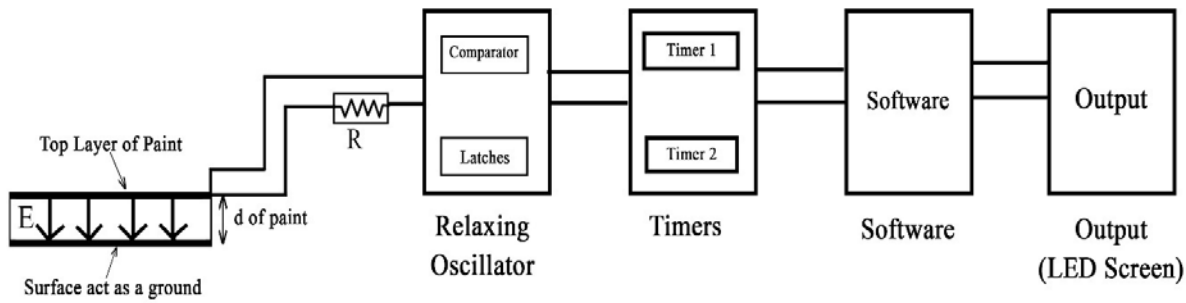 Top Layer of Paint
E
d of paint
Surface act as a ground
R
Comparator
Latches
Relaxing
Oscillator
Timer 1
Timer 2
Timers
Software
Software
Output
Output
(LED Screen)